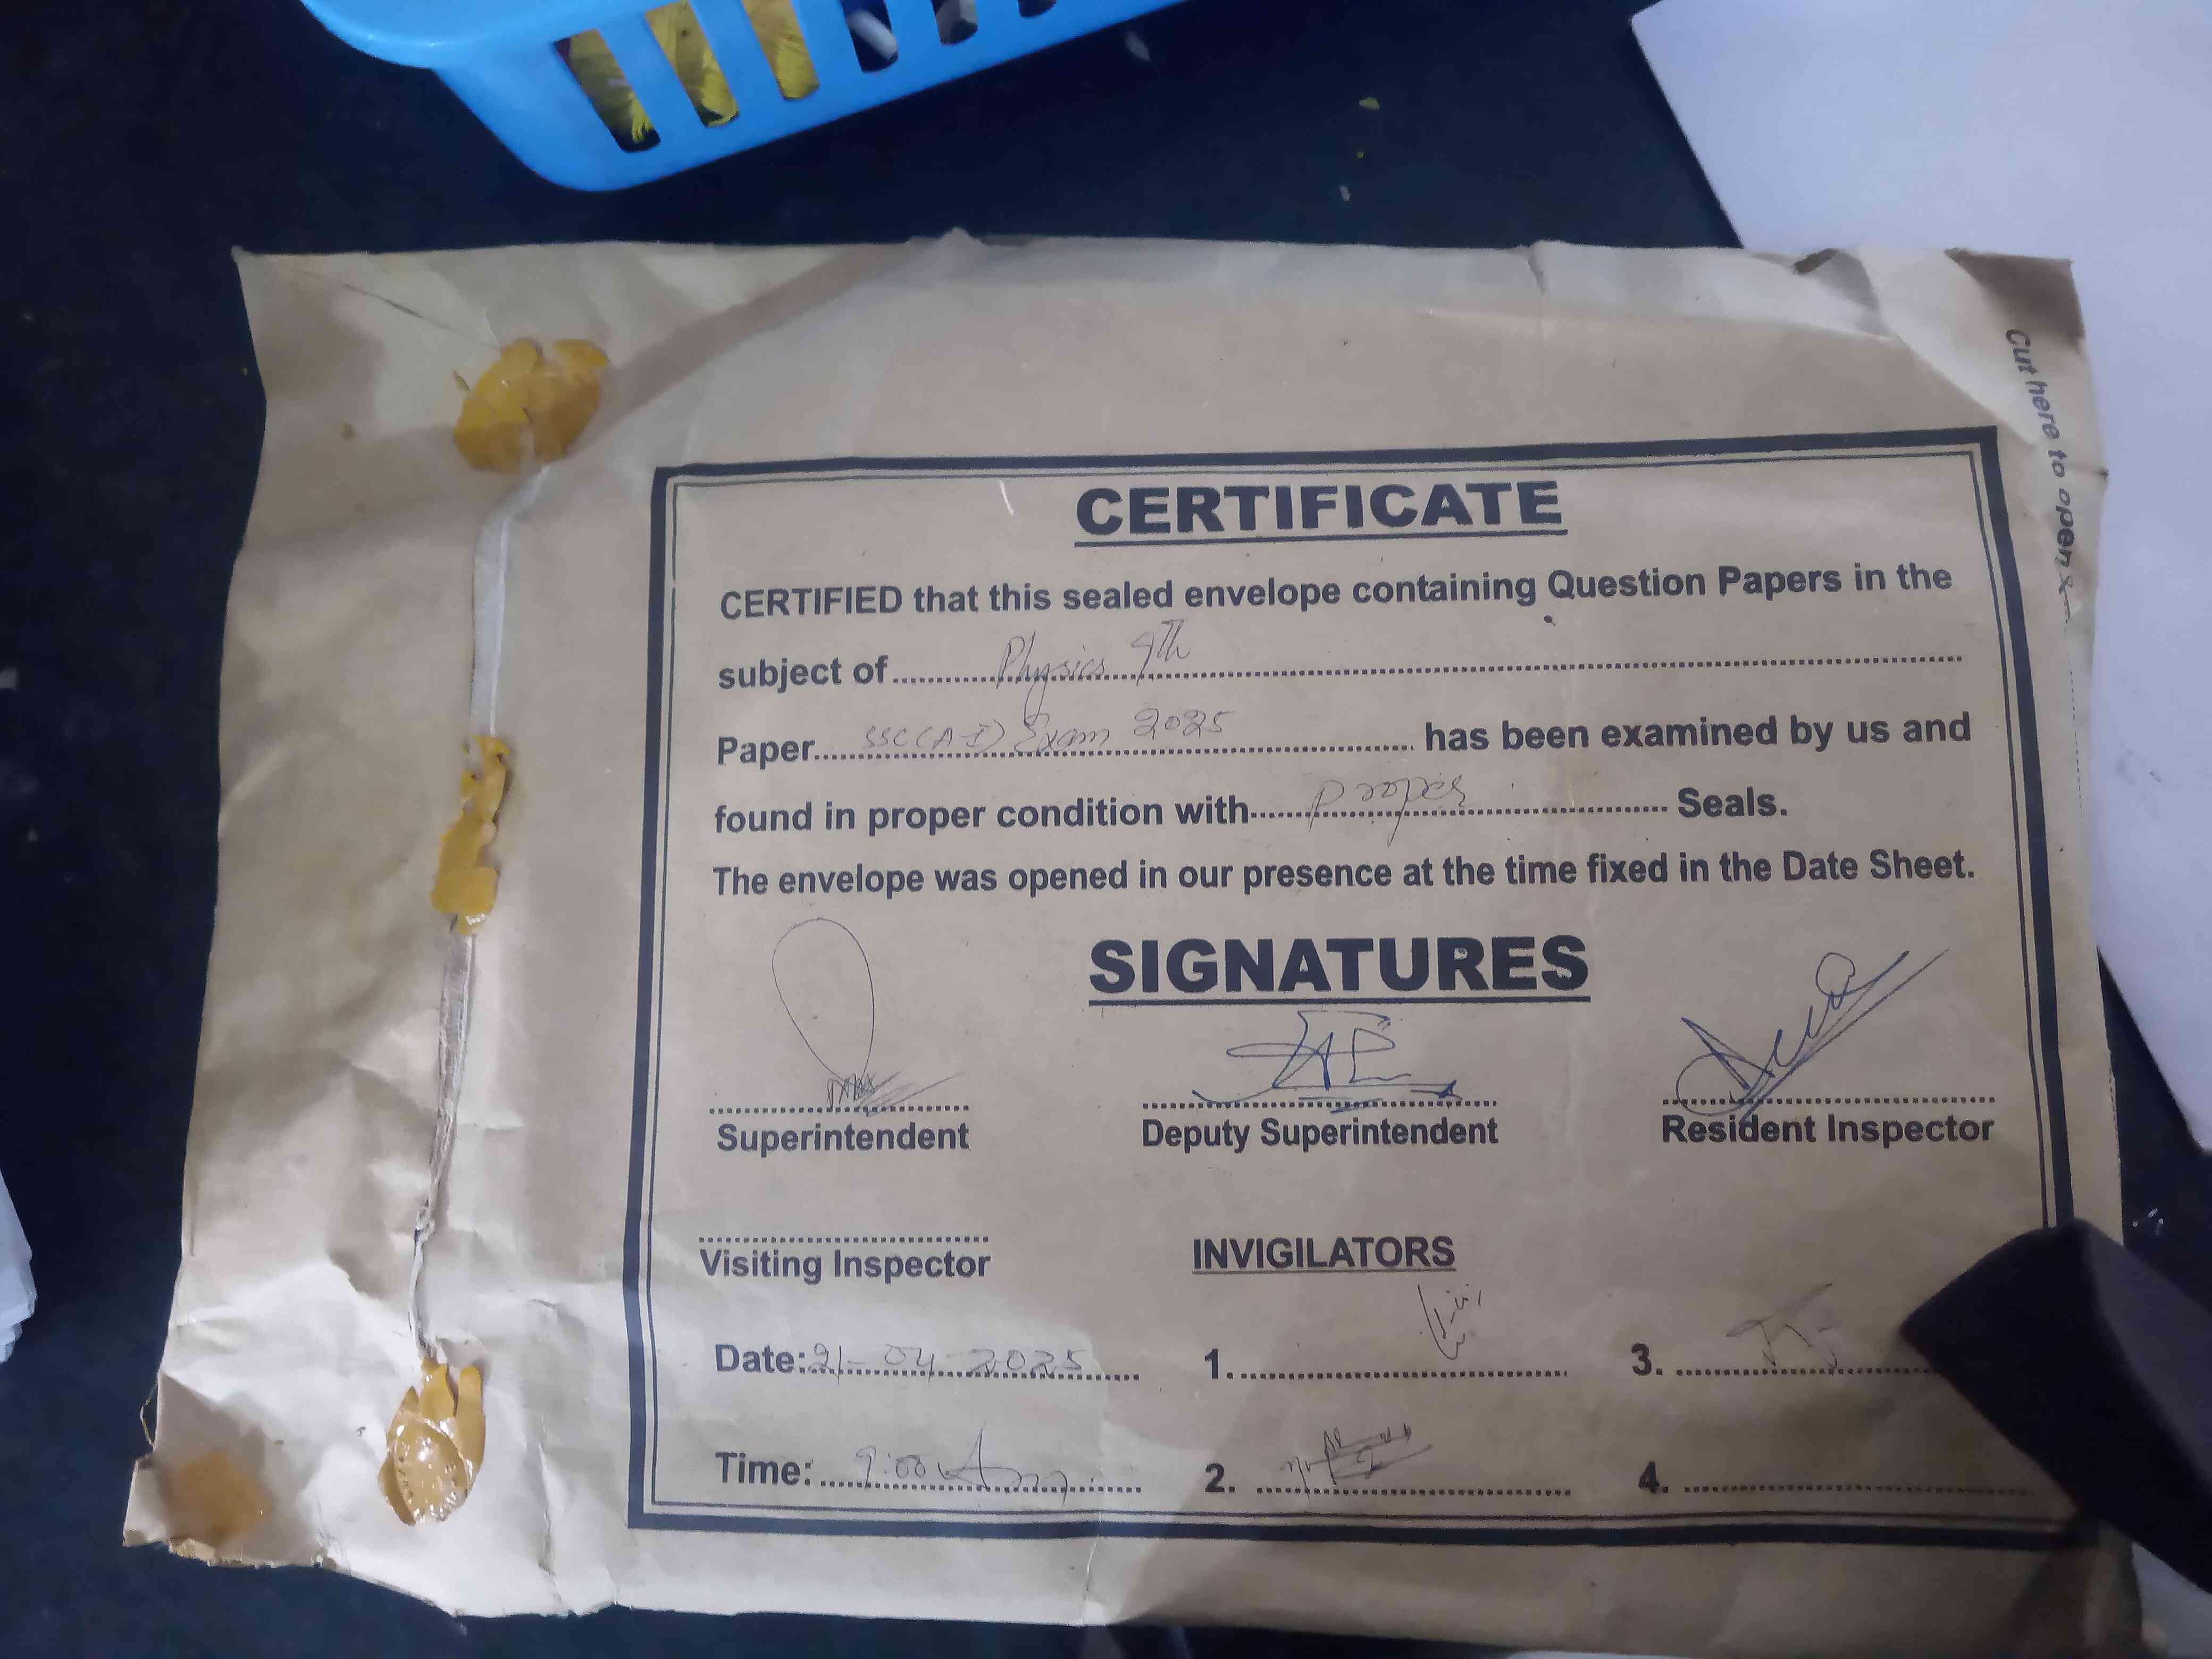 Cut here to open
CERTIFICATE
CERTIFIED that this sealed envelope containing Question Papers in the
subject of Physics 9th
Paper SSC(A-I) Exam 2025 has been examined by us and
found in proper condition with proper Seals.
The envelope was opened in our presence at the time fixed in the Date Sheet.
SIGNATURES
Superintendent Deputy Superintendent Resident Inspector
Visiting Inspector INVIGILATORS
Date: 21-04-2025 1. 3.
Time: 9:00 Am 2. 4.